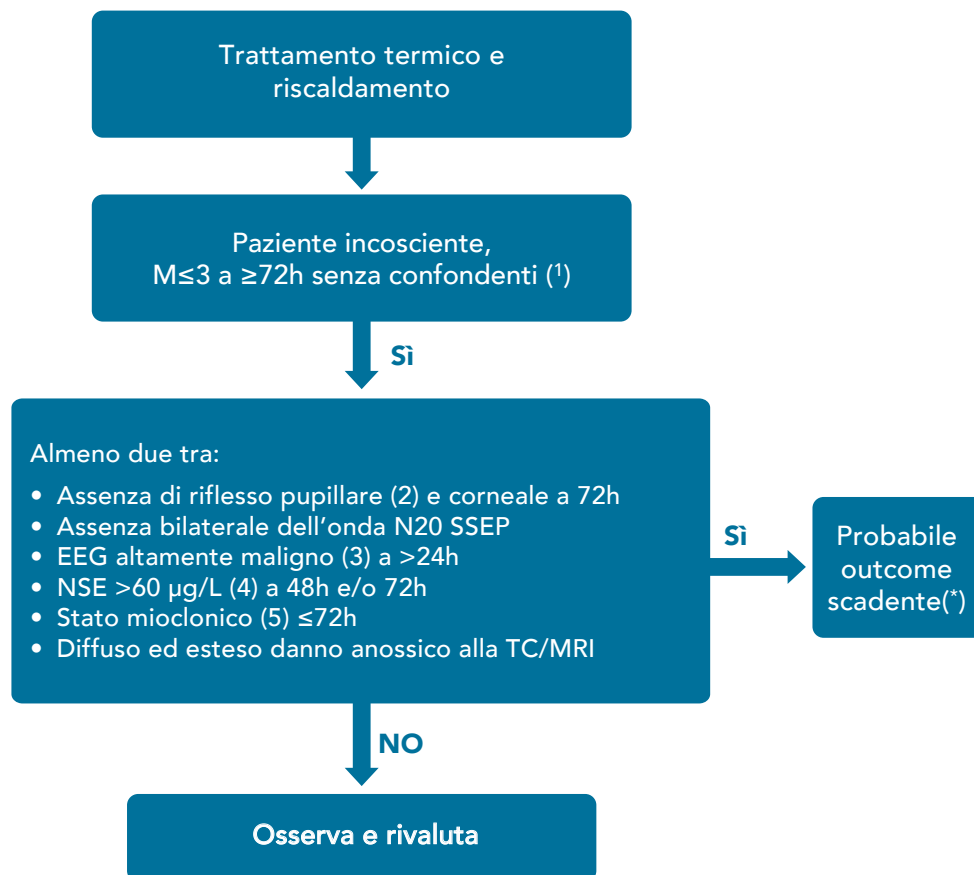 Trattamento termico e
riscaldamento
Paziente incosciente,
M≤3 a ≥72h senza confondenti (¹)
Sì
Almeno due tra:
• Assenza di riflesso pupillare (2) e corneale a 72h
• Assenza bilaterale dell’onda N20 SSEP
• EEG altamente maligno (3) a >24h
• NSE >60 µg/L (4) a 48h e/o 72h
• Stato mioclonico (5) ≤72h
• Diffuso ed esteso danno anossico alla TC/MRI
Sì
Probabile
outcome
scadente(*)
NO
Osserva e rivaluta